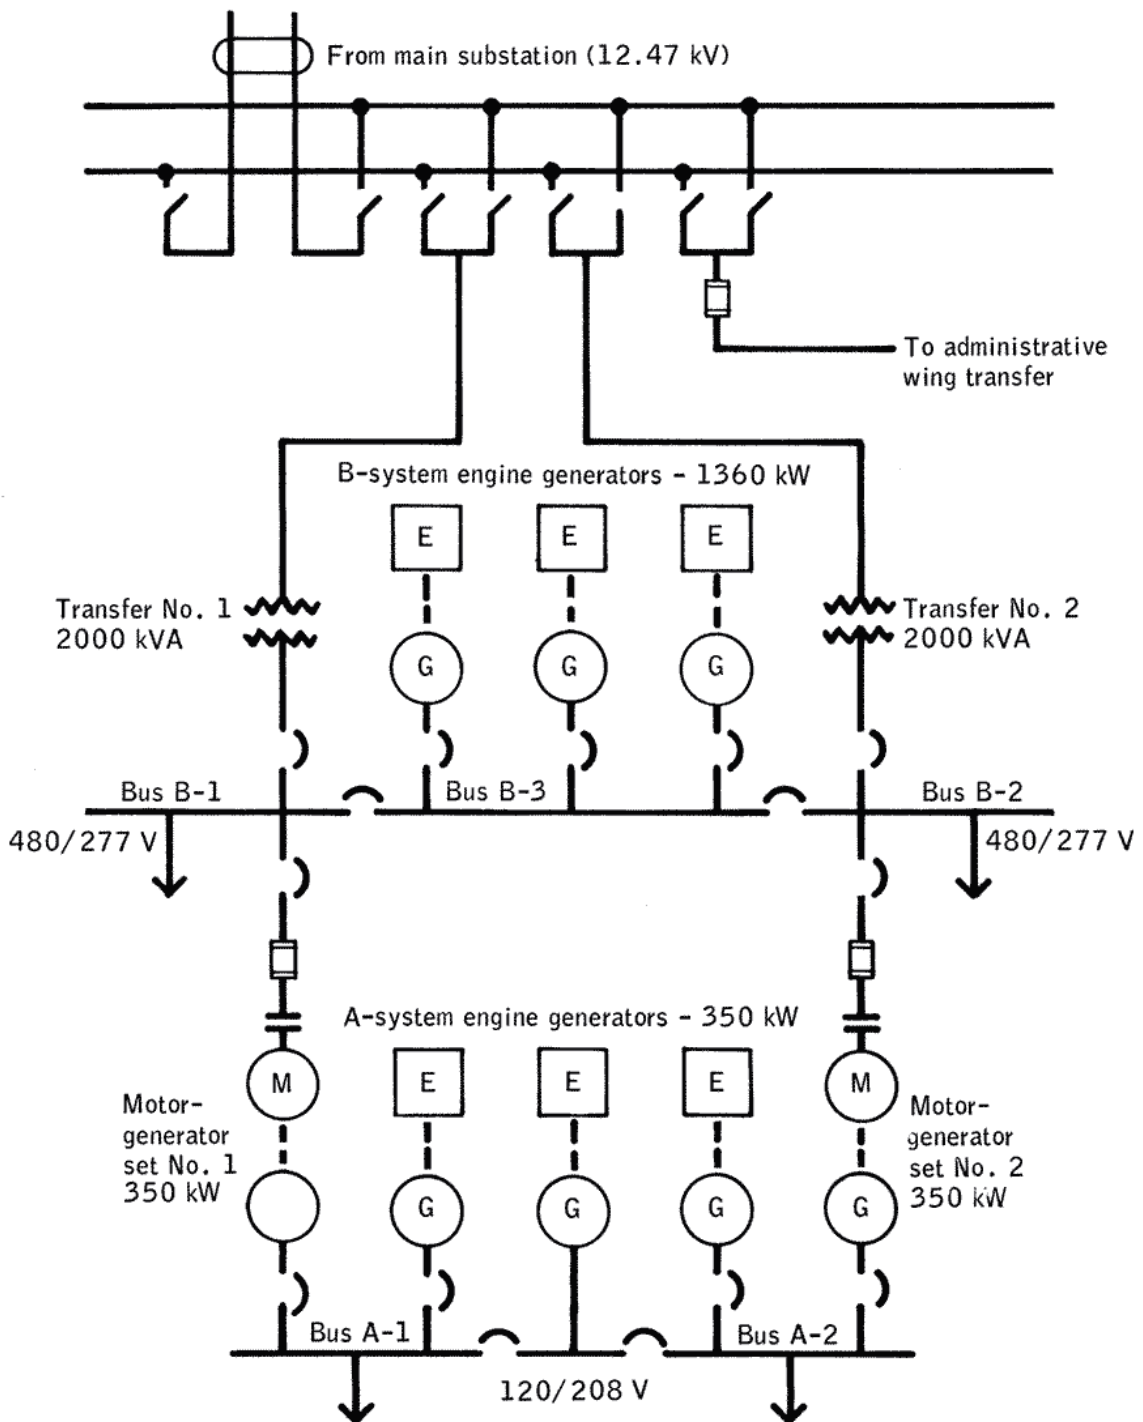 From main substation (12.47 kV)
To administrative
wing transfer
B-system engine generators - 1360 kW
E
E
E
Transfer No. 1
2000 kVA
Transfer No. 2
2000 kVA
G
G
G
Bus B-1
Bus B-3
Bus B-2
480/277 V
480/277 V
A-system engine generators - 350 kW
M
E
E
E
M
Motor-
generator
set No. 1
350 kW
Motor-
generator
set No. 2
350 kW
G
G
G
G
Bus A-1
Bus A-2
120/208 V